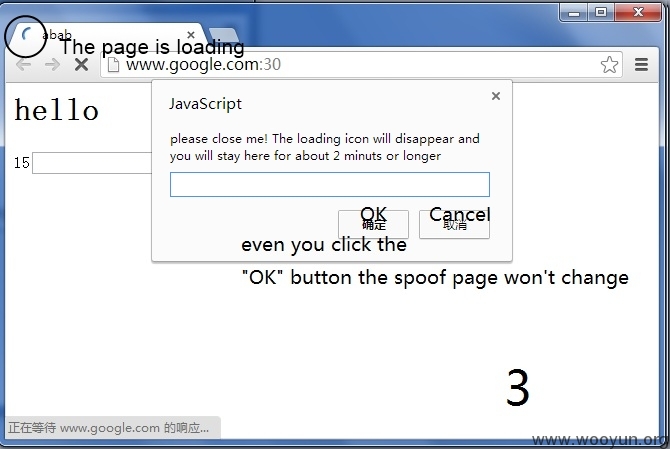 abab
The page is loading
www.google.com:30
hello
JavaScript
please close me! The loading icon will disappear and
you will stay here for about 2 minuts or longer
15
OK Cancel
确定 取消
even you click the
"OK" button the spoof page won't change
3
正在等待 www.google.com 的响应...
www.wooyun.org